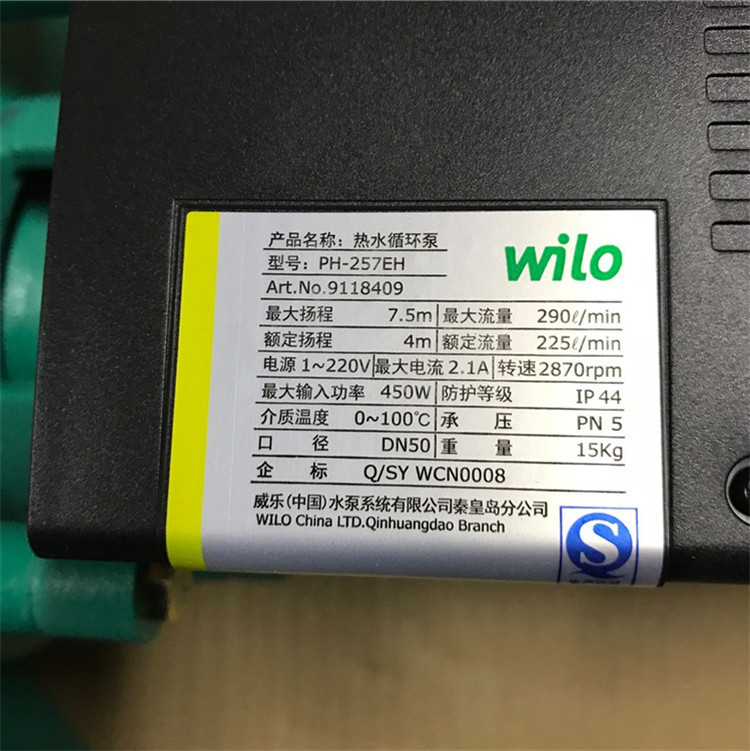 产品名称：热水循环泵
wilo
型号：PH-257EH
Art.No.9118409
最大扬程 7.5m 最大流量 290ℓ/min
额定扬程 4m 额定流量 225ℓ/min
电源 1~220V 最大电流 2.1A 转速 2870rpm
最大输入功率 450W 防护等级 IP 44
介质温度 0~100℃ 承 压 PN 5
口 径 DN50 重 量 15Kg
企 标 Q/SY WCN0008
威乐(中国)水泵系统有限公司秦皇岛分公司
WILO China LTD.Qinhuangdao Branch
S